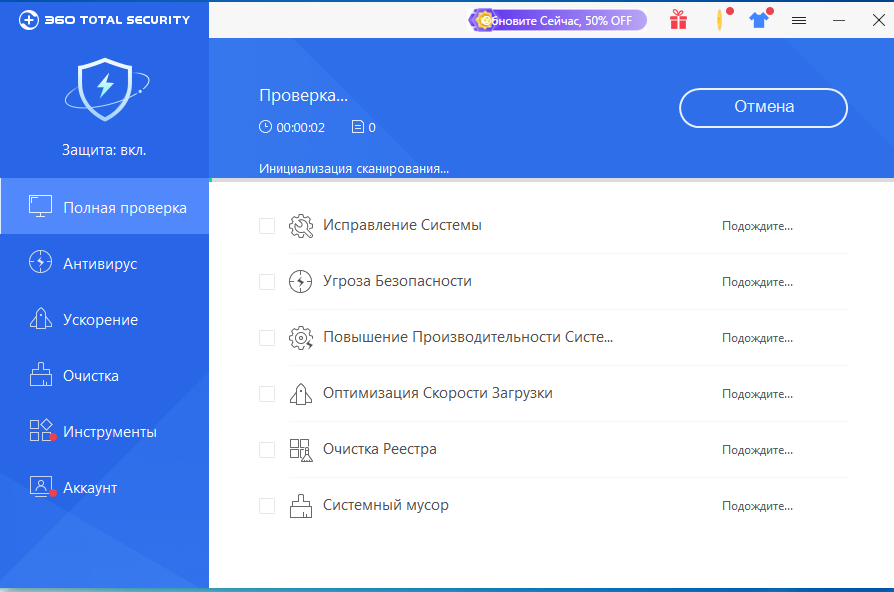 360 TOTAL SECURITY
бновите Сейчас, 50% OFF
Защита: вкл.
Полная проверка
Антивирус
Ускорение
Очистка
Инструменты
Аккаунт
Проверка...
00:00:02 0
Инициализация сканирования...
Отмена
Исправление Системы Подождите...
Угроза Безопасности Подождите...
Повышение Производительности Систе... Подождите...
Оптимизация Скорости Загрузки Подождите...
Очистка Реестра Подождите...
Системный мусор Подождите...